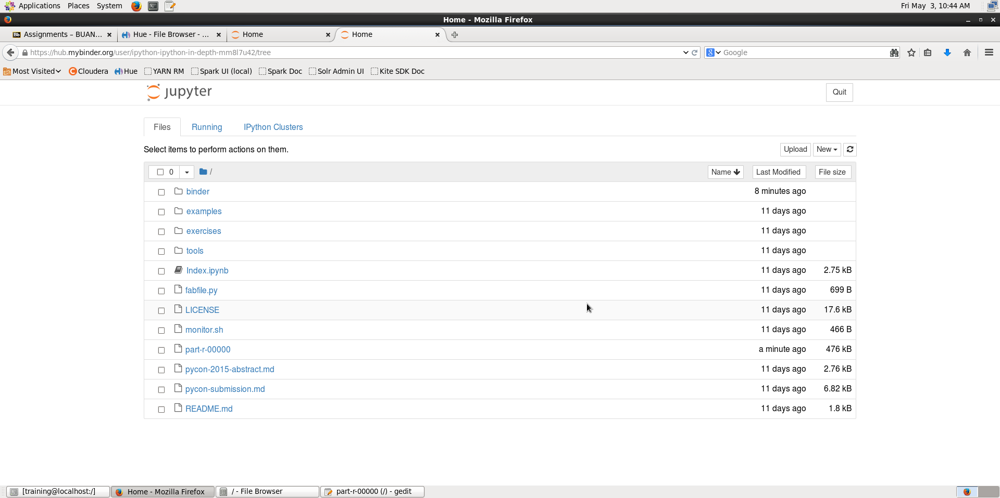 Applications Places System Fri May 3, 10:44 AM
Home - Mozilla Firefox
Bb Assignments – BUAN... Hue - File Browser - ... Home Home
https://hub.mybinder.org/user/ipython-ipython-in-depth-mm8l7u42/tree 8 Google
Most Visited Cloudera Hue YARN RM Spark UI (local) Spark Doc Solr Admin UI Kite SDK Doc
jupyter Quit
Files Running IPython Clusters
Select items to perform actions on them. Upload New
0 / Name Last Modified File size
binder 8 minutes ago
examples 11 days ago
exercises 11 days ago
tools 11 days ago
Index.ipynb 11 days ago 2.75 kB
fabfile.py 11 days ago 699 B
LICENSE 11 days ago 17.6 kB
monitor.sh 11 days ago 466 B
part-r-00000 a minute ago 476 kB
pycon-2015-abstract.md 11 days ago 2.76 kB
pycon-submission.md 11 days ago 6.82 kB
README.md 11 days ago 1.8 kB
[training@localhost:/] Home - Mozilla Firefox / - File Browser part-r-00000 (/) - gedit